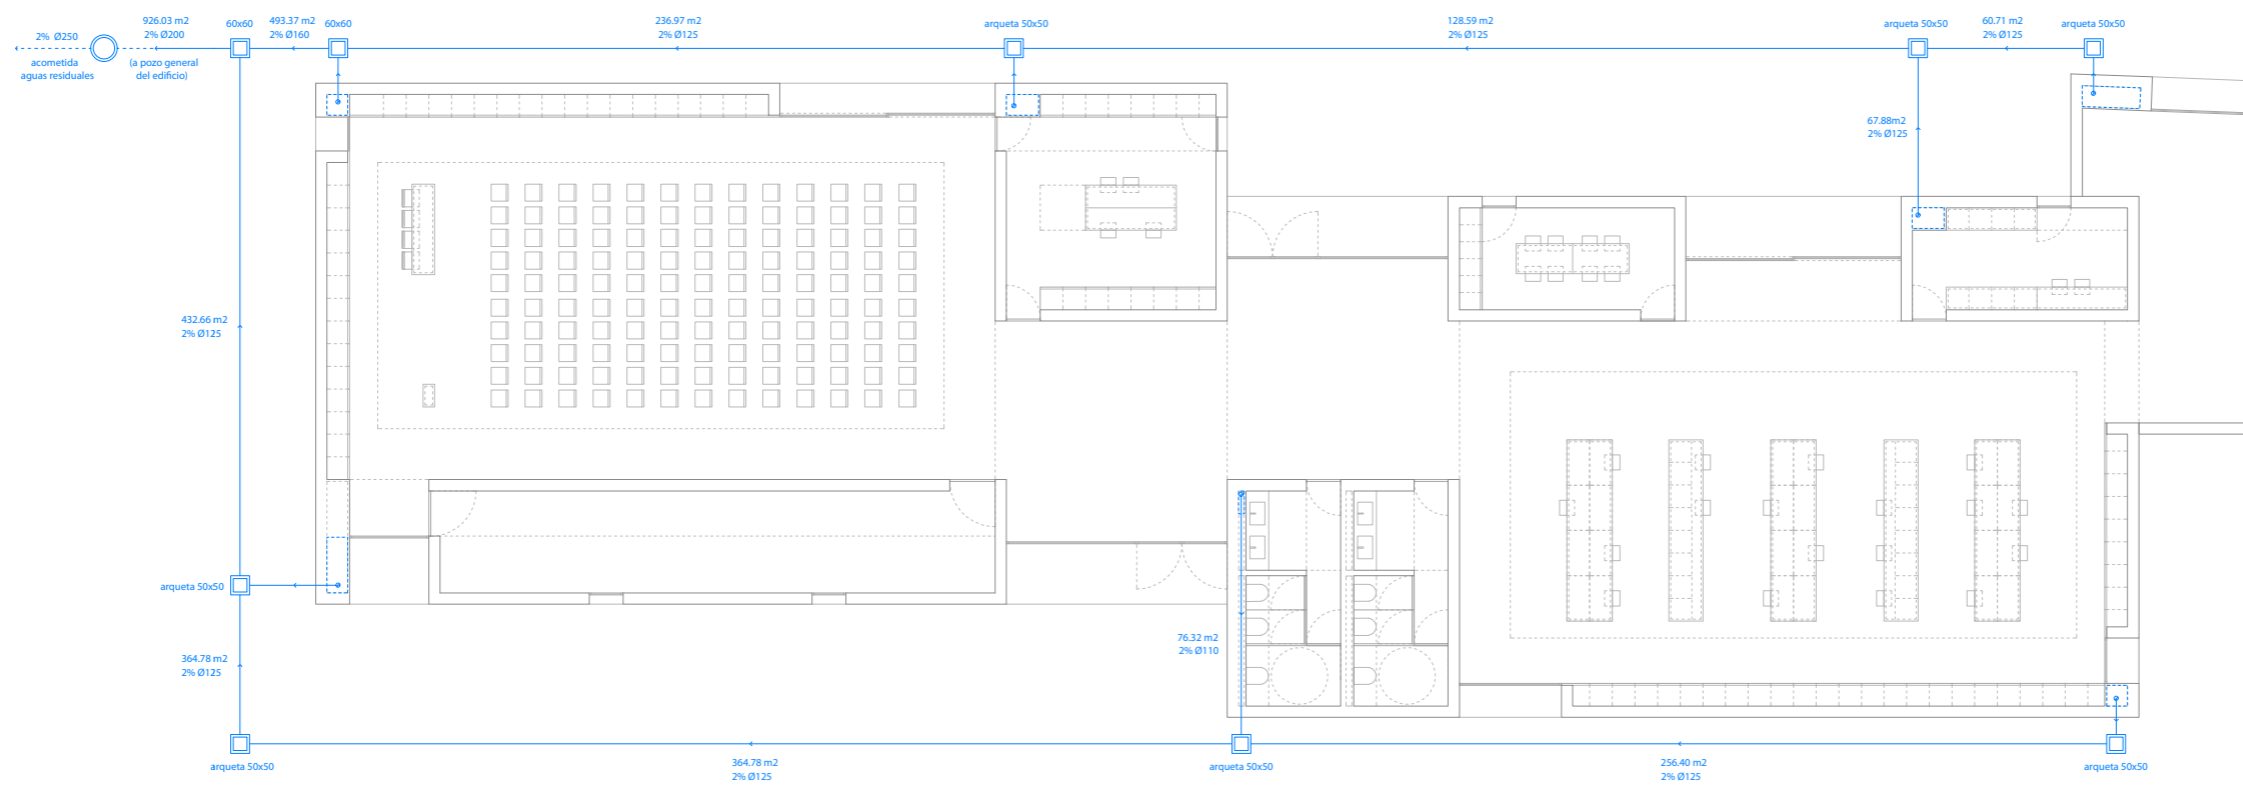 926.03 m2
2% Ø200
60x60
493.37 m2
2% Ø160
60x60
236.97 m2
2% Ø125
arqueta 50x50
128.59 m2
2% Ø125
arqueta 50x50
60.71 m2
2% Ø125
arqueta 50x50
2% Ø250
acometida
aguas residuales
(a pozo general
del edificio)
67.88m2
2% Ø125
432.66 m2
2% Ø125
arqueta 50x50
76.32 m2
2% Ø110
364.78 m2
2% Ø125
arqueta 50x50
364.78 m2
2% Ø125
arqueta 50x50
256.40 m2
2% Ø125
arqueta 50x50